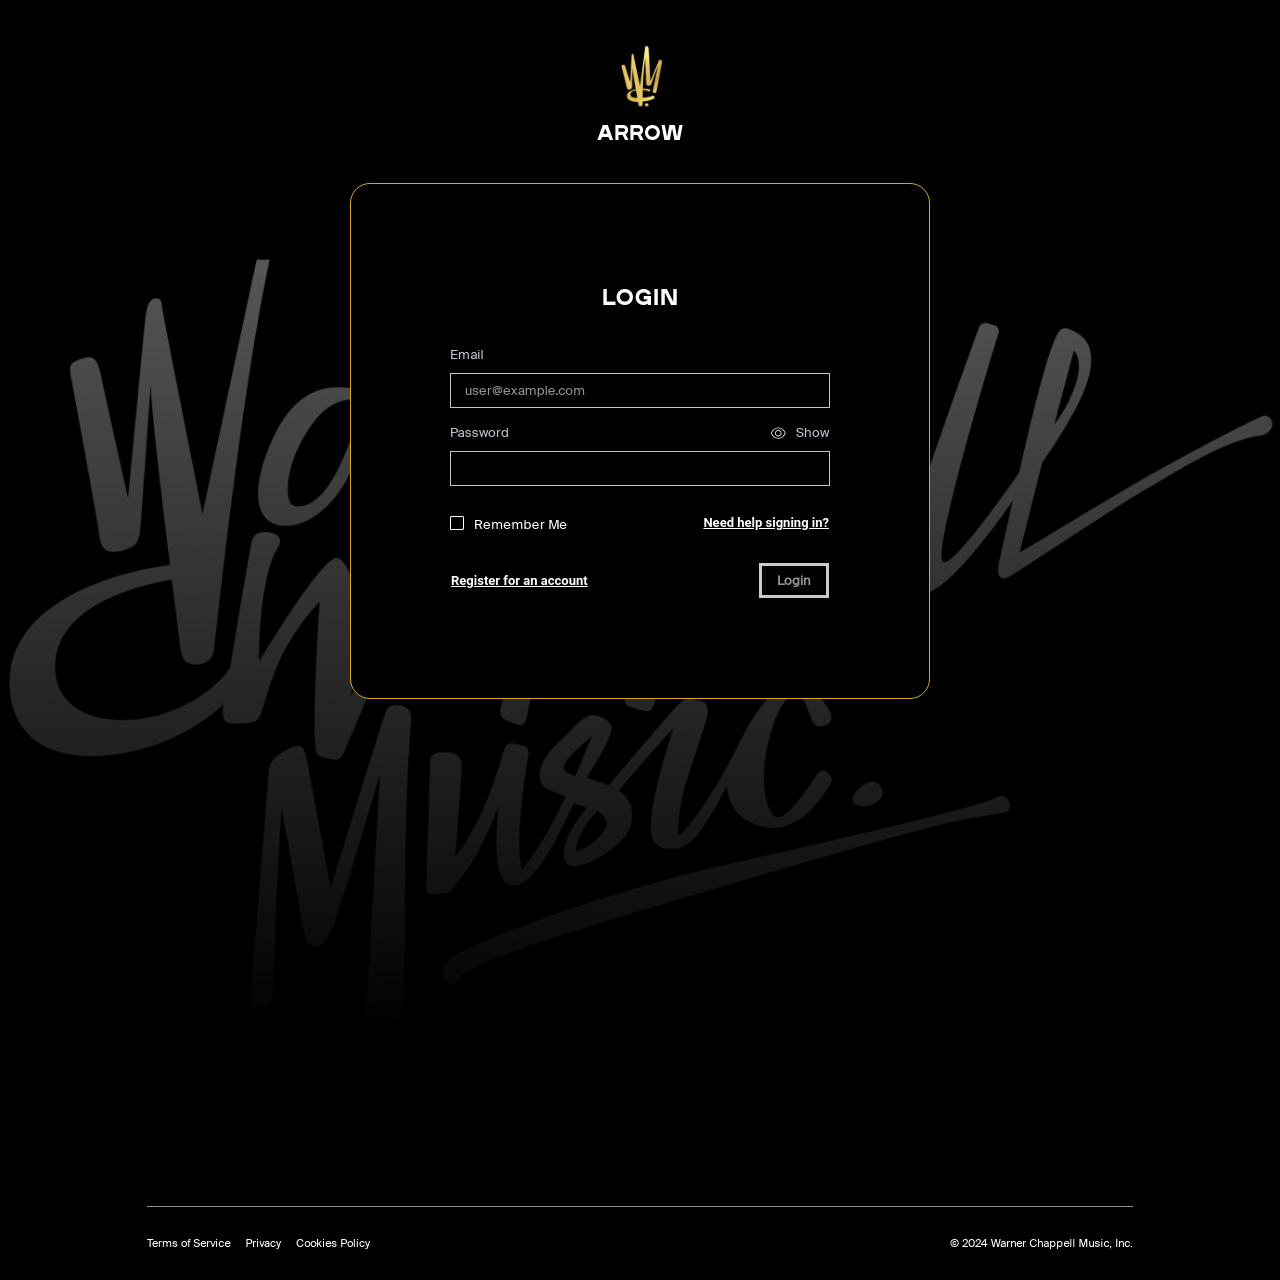 ARROW
LOGIN
Email
user@example.com
Password Show
Remember Me Need help signing in?
Register for an account Login
Music.
Terms of Service Privacy Cookies Policy © 2024 Warner Chappell Music, Inc.